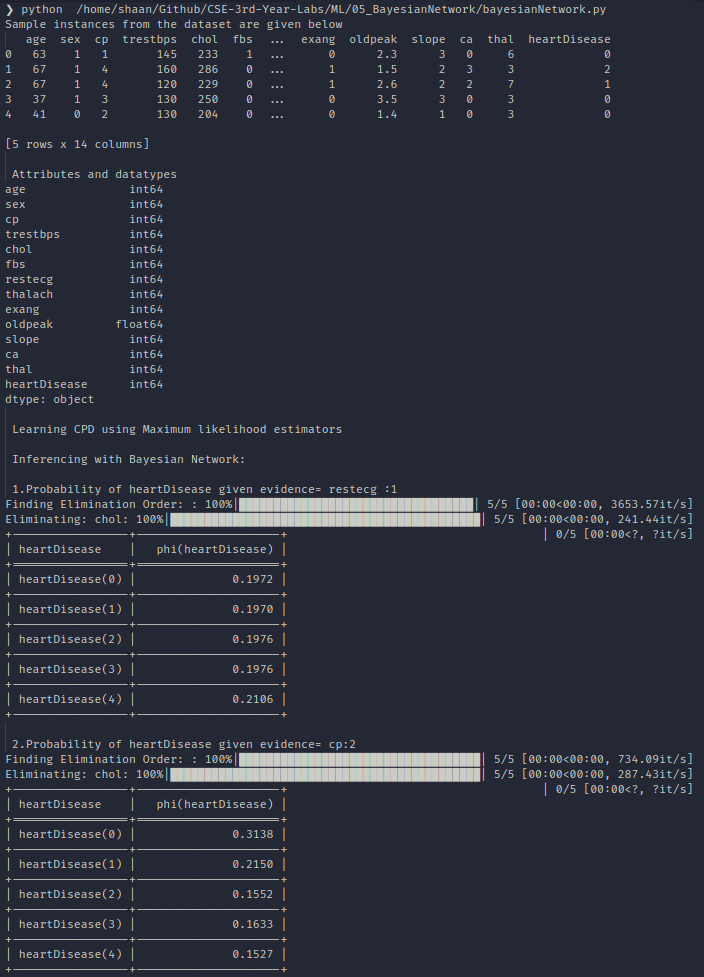 ❯ python  /home/shaan/Github/CSE-3rd-Year-Labs/ML/05_BayesianNetwork/bayesianNetwork.py
Sample instances from the dataset are given below
   age  sex  cp  trestbps  chol  fbs  ...  exang  oldpeak  slope  ca  thal  heartDisease
0   63    1   1       145   233    1  ...      0      2.3      3   0     6             0
1   67    1   4       160   286    0  ...      1      1.5      2   3     3             2
2   67    1   4       120   229    0  ...      1      2.6      2   2     7             1
3   37    1   3       130   250    0  ...      0      3.5      3   0     3             0
4   41    0   2       130   204    0  ...      0      1.4      1   0     3             0
[5 rows x 14 columns]
Attributes and datatypes
age               int64
sex               int64
cp                int64
trestbps          int64
chol              int64
fbs               int64
restecg           int64
thalach           int64
exang             int64
oldpeak         float64
slope             int64
ca                int64
thal              int64
heartDisease      int64
dtype: object
Learning CPD using Maximum likelihood estimators
Inferencing with Bayesian Network:
1.Probability of heartDisease given evidence= restecg :1
Finding Elimination Order: : 100%| 5/5 [00:00<00:00, 3653.57it/s]
Eliminating: chol: 100%| 5/5 [00:00<00:00, 241.44it/s]
| 0/5 [00:00<?, ?it/s]
| heartDisease    |   phi(heartDisease) |
| heartDisease(0) |              0.1972 |
| heartDisease(1) |              0.1970 |
| heartDisease(2) |              0.1976 |
| heartDisease(3) |              0.1976 |
| heartDisease(4) |              0.2106 |
2.Probability of heartDisease given evidence= cp:2
Finding Elimination Order: : 100%| 5/5 [00:00<00:00, 734.09it/s]
Eliminating: chol: 100%| 5/5 [00:00<00:00, 287.43it/s]
| 0/5 [00:00<?, ?it/s]
| heartDisease    |   phi(heartDisease) |
| heartDisease(0) |              0.3138 |
| heartDisease(1) |              0.2150 |
| heartDisease(2) |              0.1552 |
| heartDisease(3) |              0.1633 |
| heartDisease(4) |              0.1527 |